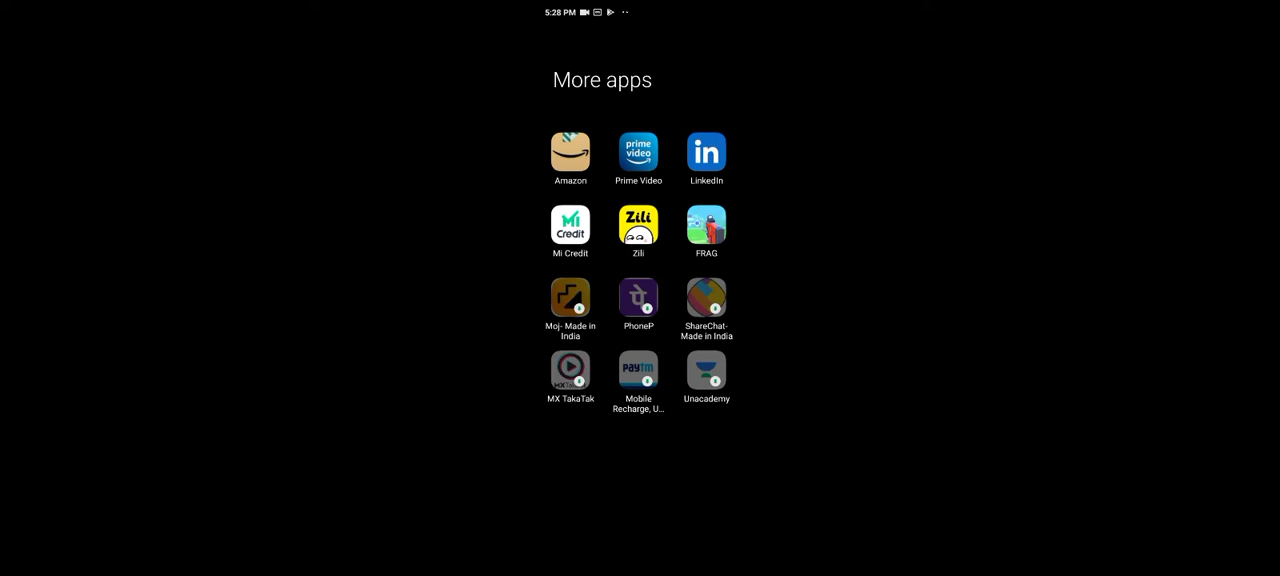 5:28 PM
More apps
prime video
in
Amazon
Prime Video
LinkedIn
Mi Credit
Zili
Mi Credit
Zili
FRAG
पे
Moj- Made in India
PhoneP
ShareChat- Made in India
paytm
MX TakaTak
Mobile Recharge, U...
Unacademy